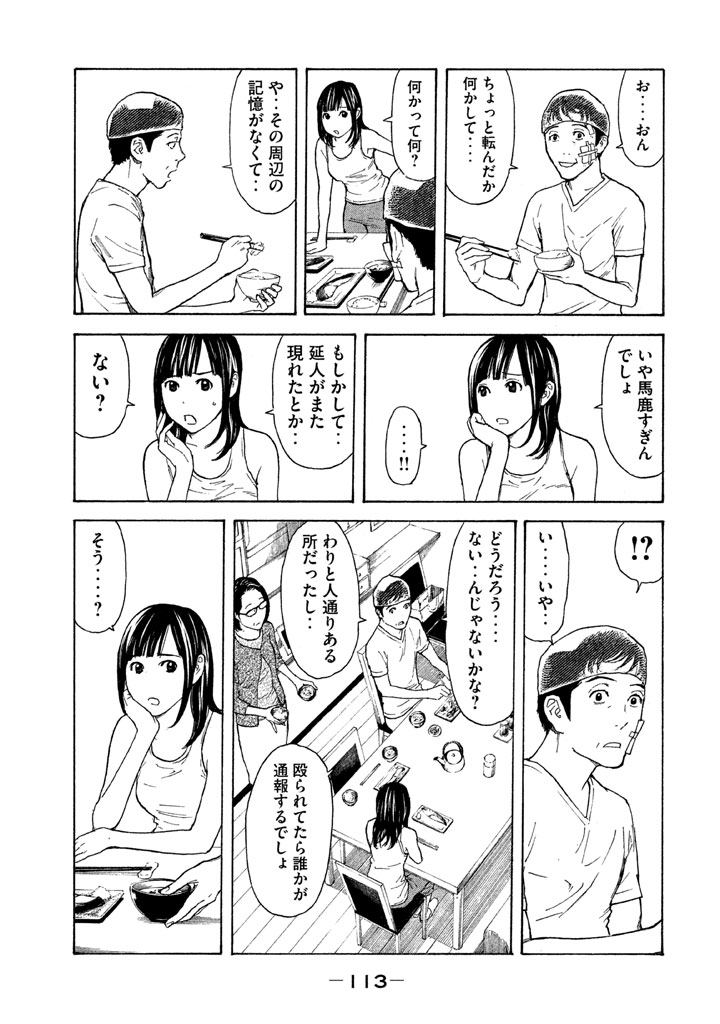 お‥‥おん
ちょっと転んだか
何かして‥‥
何かって何?
や‥その周辺の
記憶がなくて‥
いや馬鹿すぎん
でしょ
‥‥!!
もしかして‥
延人がまた
現れたとか‥
ない?
!?
い‥‥いや‥
どうだろう‥‥
ない‥んじゃないかな?
わりと人通りある
所だったし‥
殴られてたら誰かが
通報するでしょ
そう‥‥?
—113—